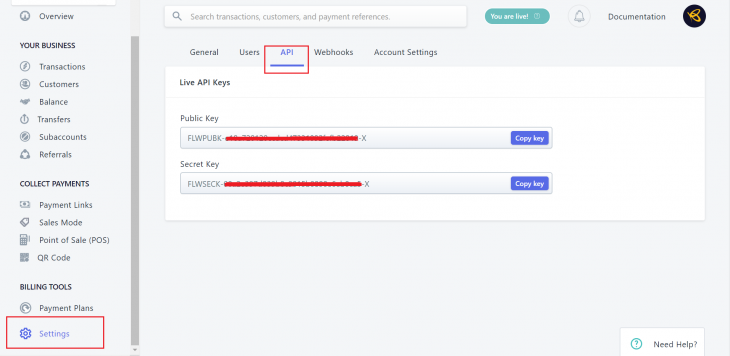 Overview
YOUR BUSINESS
Transactions
Customers
Balance
Transfers
Subaccounts
Referrals
COLLECT PAYMENTS
Payment Links
Sales Mode
Point of Sale (POS)
QR Code
BILLING TOOLS
Payment Plans
Settings
Search transactions, customers, and payment references.
You are live!
Documentation
General Users API Webhooks Account Settings
Live API Keys
Public Key
FLWPUBK- -X Copy key
Secret Key
FLWSECK- -X Copy key
Need Help?